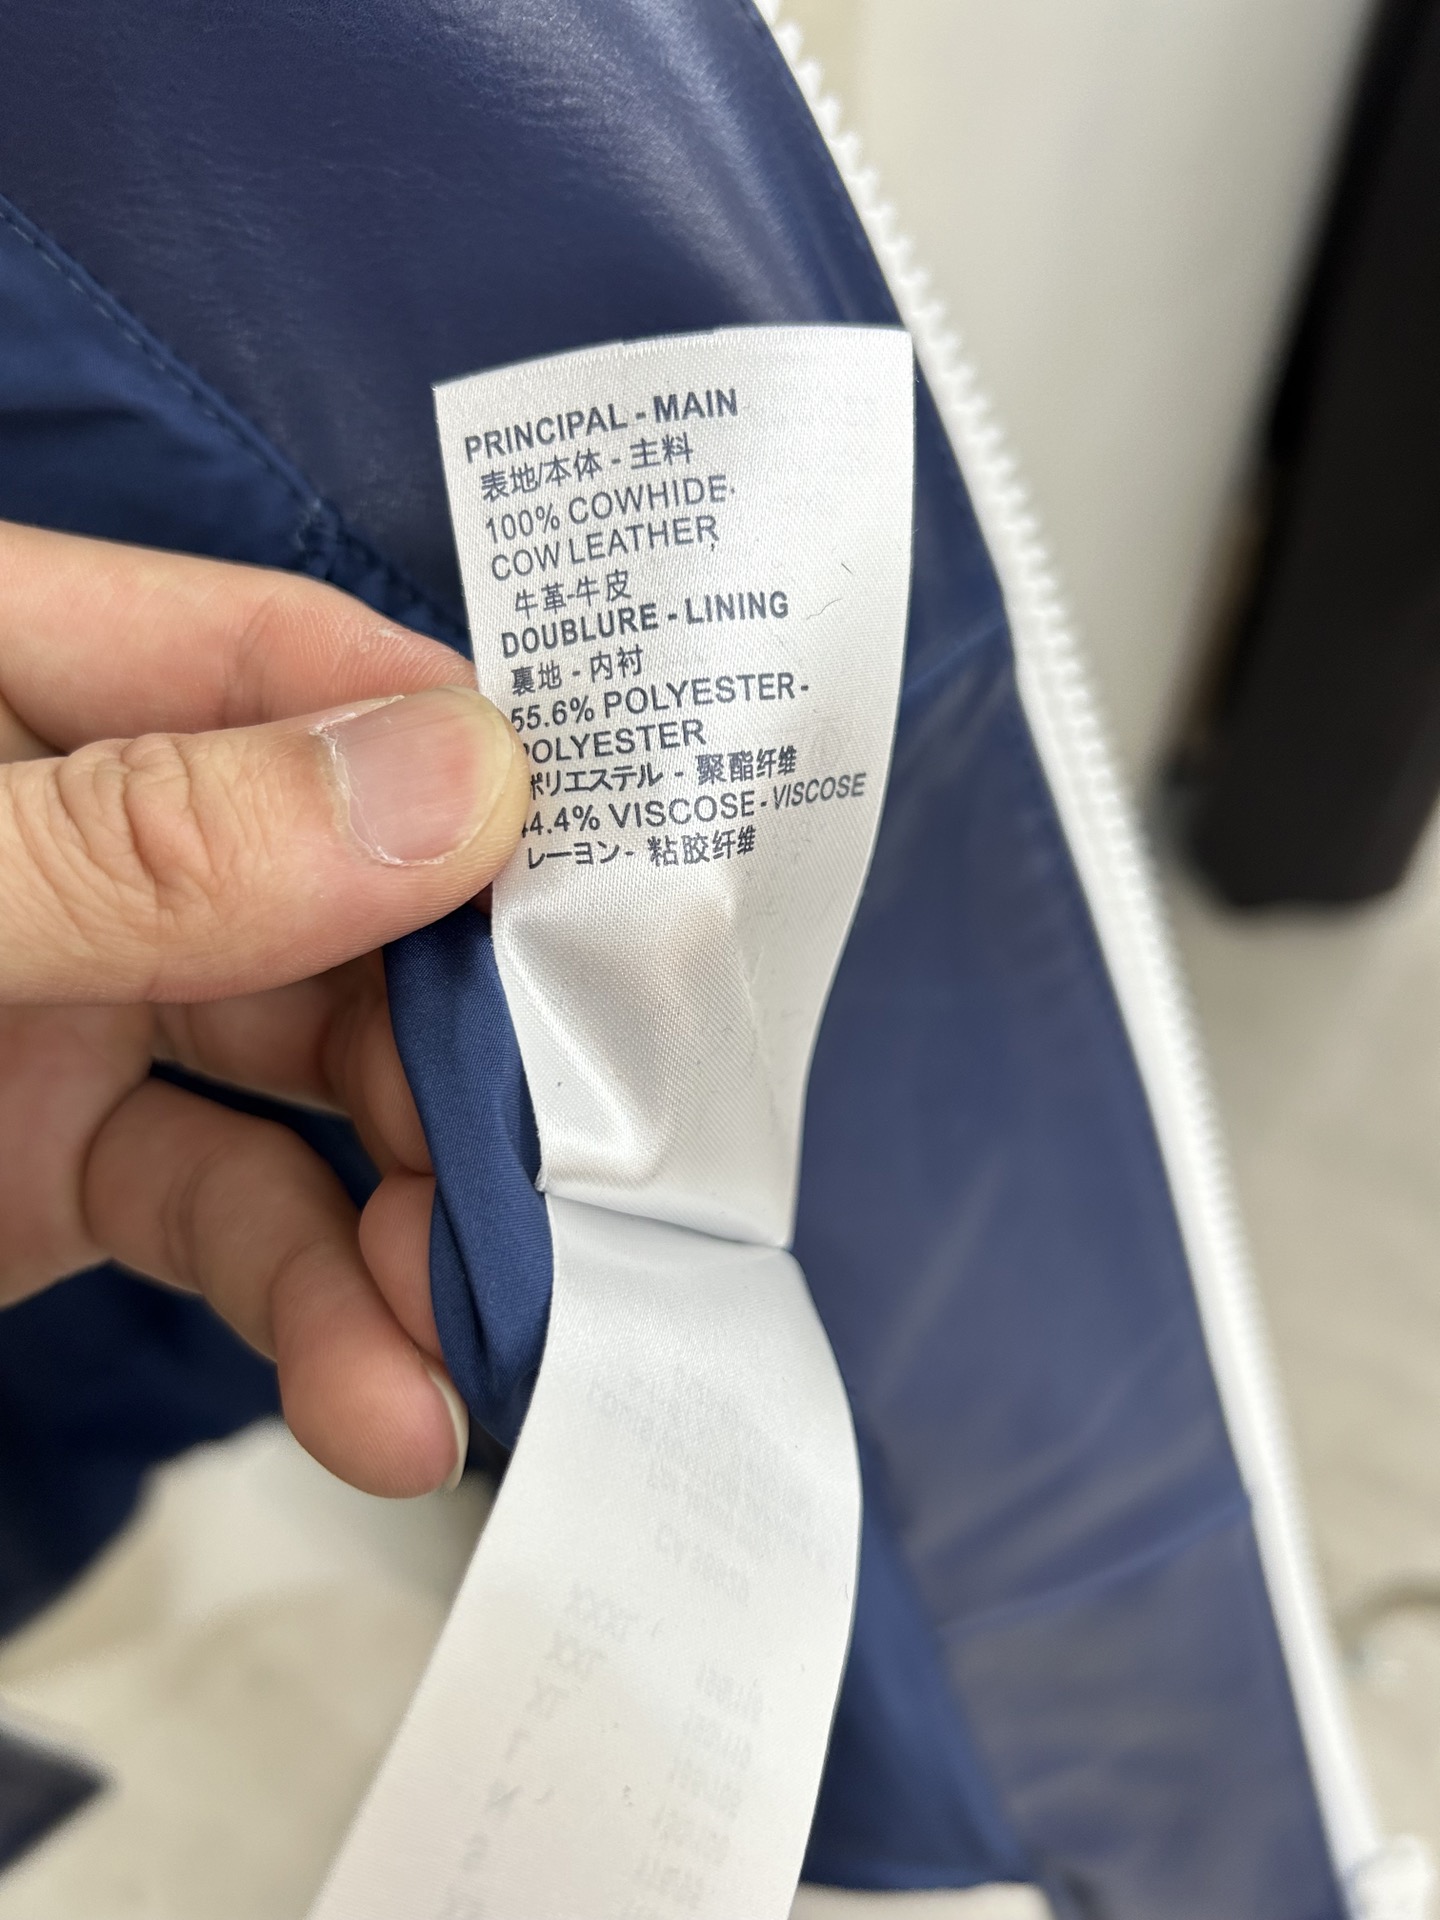 PRINCIPAL - MAIN
表地/本体 - 主料
100% COWHIDE-
COW LEATHER
牛革-牛皮
DOUBLURE - LINING
裏地 - 内衬
55.6% POLYESTER-
POLYESTER
ポリエステル - 聚酯纤维
44.4% VISCOSE - VISCOSE
レーヨン - 粘胶纤维